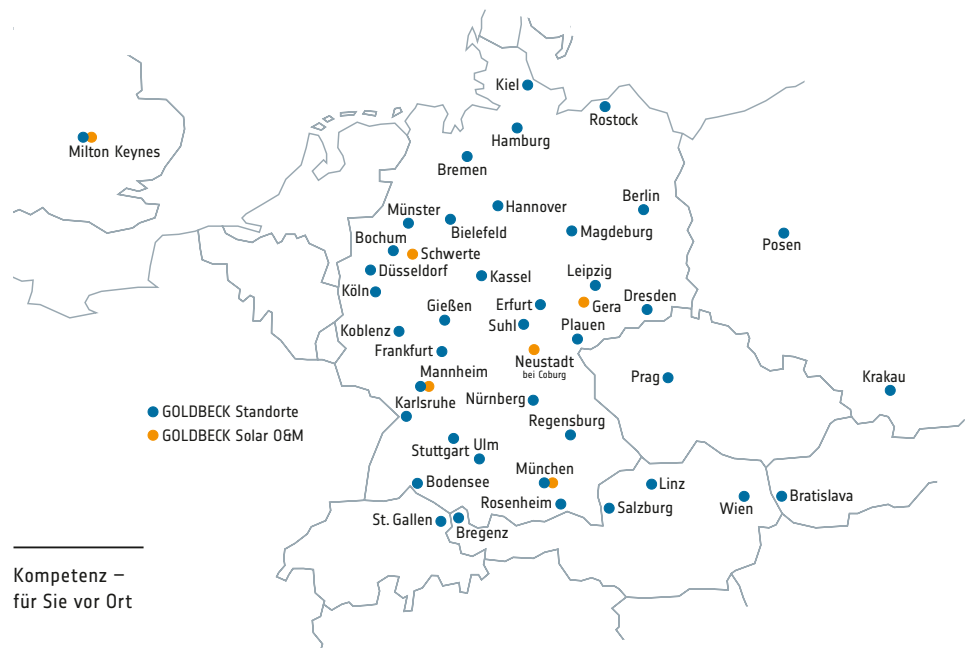 Kiel
Rostock
Hamburg
Milton Keynes
Bremen
Berlin
Hannover
Münster
Bielefeld
Magdeburg
Posen
Bochum
Schwerte
Düsseldorf
Kassel
Leipzig
Köln
Gießen
Erfurt
Gera
Dresden
Koblenz
Suhl
Plauen
Frankfurt
Neustadt
bei Coburg
Mannheim
Prag
Krakau
Karlsruhe
Nürnberg
GOLDBECK Standorte
Regensburg
GOLDBECK Solar O&M
Stuttgart
Ulm
München
Bodensee
Linz
Rosenheim
Salzburg
Wien
Bratislava
St. Gallen
Bregenz
Kompetenz –
für Sie vor Ort